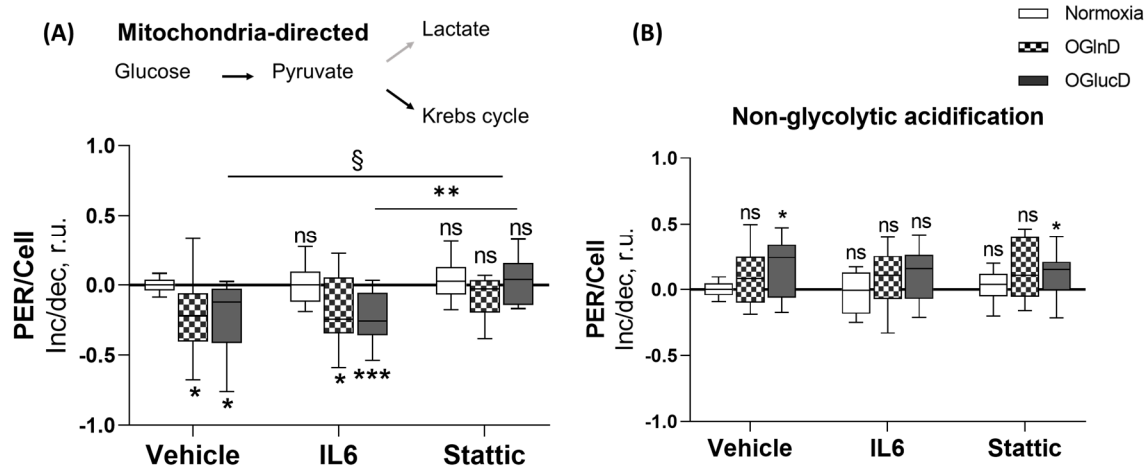 (A) Mitochondria-directed
Lactate
Glucose Pyruvate
Krebs cycle
PER/Cell
Inc/dec, r.u.
1.0
0.5
0.0
-0.5
-1.0
§
**
ns
ns
ns
ns
*
*
*
***
Vehicle IL6 Stattic
(B)
Normoxia
OGlnD
OGlucD
Non-glycolytic acidification
PER/Cell
Inc/dec, r.u.
1.0
0.5
0.0
-0.5
-1.0
ns
*
ns
ns
ns
ns
ns
*
Vehicle IL6 Stattic